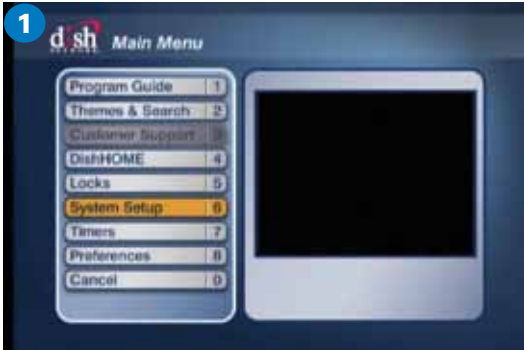 1
dish Main Menu
NETWORK
Program Guide 1
Themes & Search 2
Customer Support 3
DishHOME 4
Locks 5
System Setup 6
Timers 7
Preferences 8
Cancel 0